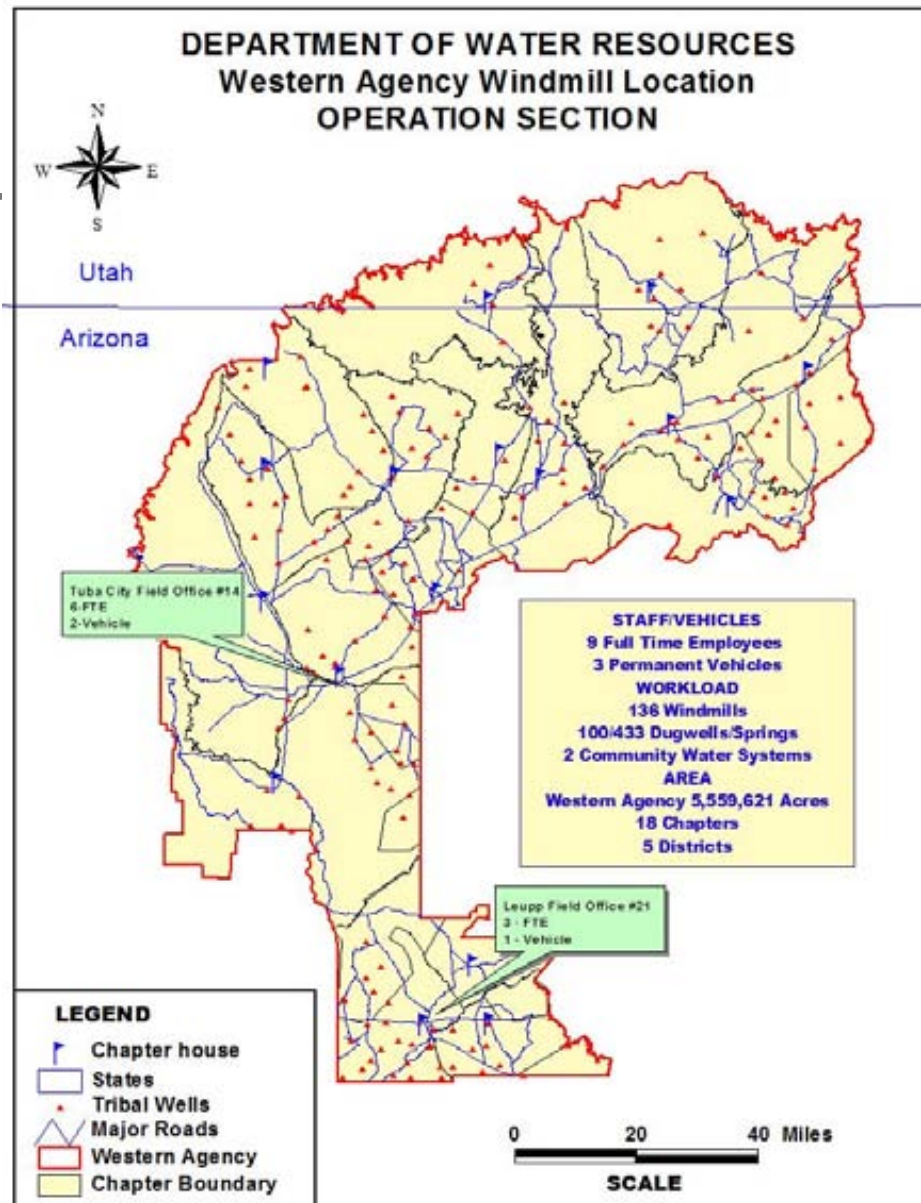 DEPARTMENT OF WATER RESOURCES
Western Agency Windmill Location
OPERATION SECTION
N
W
E
S
Utah
Arizona
Tuba City Field Office #14
6-FTE
2-Vehicle
STAFF/VEHICLES
9 Full Time Employees
3 Permanent Vehicles
WORKLOAD
136 Windmills
100/433 Dugwells/Springs
2 Community Water Systems
AREA
Western Agency 5,559,621 Acres
18 Chapters
5 Districts
Leupp Field Office #21
3 - FTE
1 - Vehicle
LEGEND
Chapter house
States
Tribal Wells
Major Roads
Western Agency
Chapter Boundary
0 20 40 Miles
SCALE